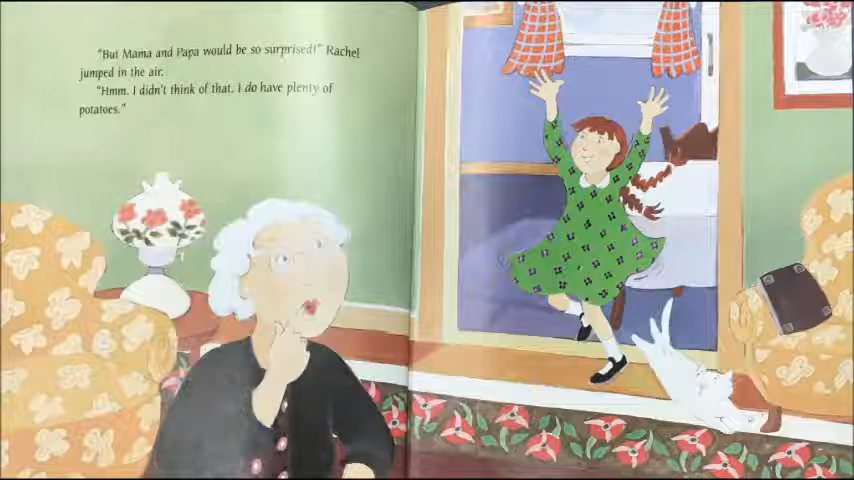 "But Mama and Papa would be so surprised!" Rachel
jumped in the air.
"Hmm. I didn't think of that. I do have plenty of
potatoes."